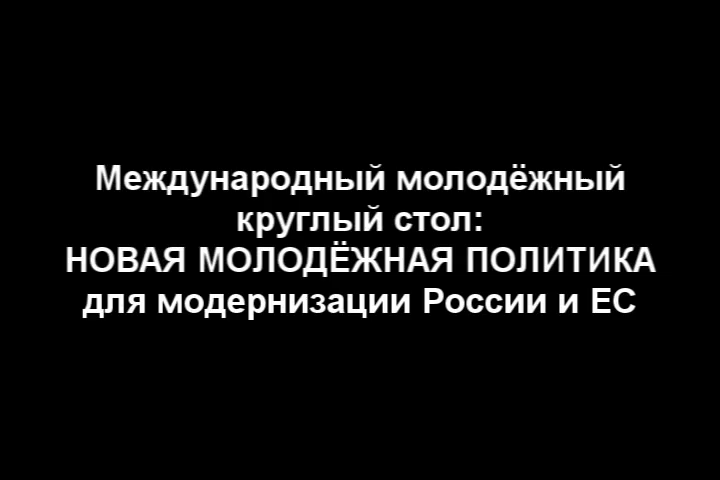 Международный молодёжный
круглый стол:
НОВАЯ МОЛОДЁЖНАЯ ПОЛИТИКА
для модернизации России и ЕС